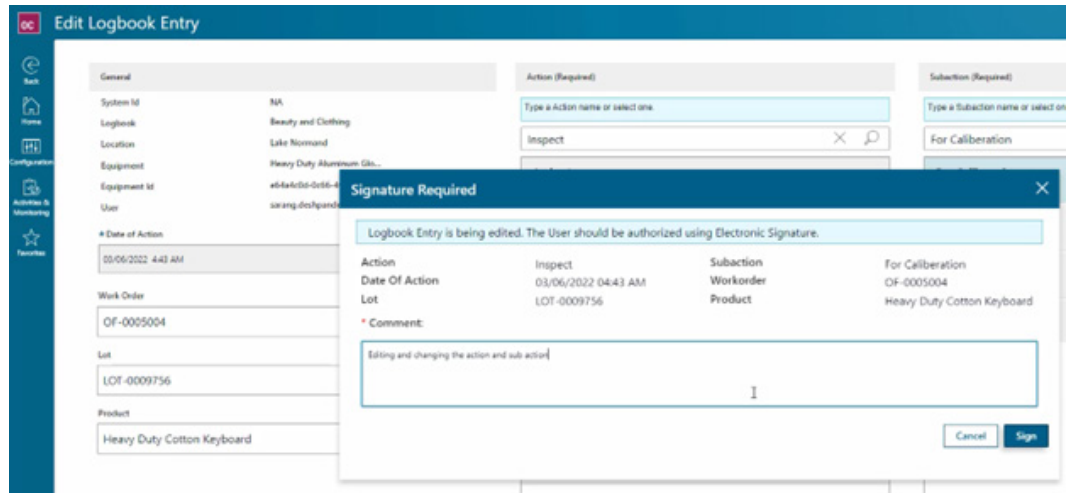 oc Edit Logbook Entry
Back
Home
Configuration
Activities &
Monitoring
Favorites
General
System Id NA
Logbook Beauty and Clothing
Location Lake Normand
Equipment Heavy Duty Aluminum Glo...
Equipment Id
User sarang.deshpande
* Date of Action
03/06/2022 4:43 AM
Work Order
OF-0005004
Lot
LOT-0009756
Product
Heavy Duty Cotton Keyboard
Action (Required)
Type a Action name or select one.
Inspect
Subaction (Required)
Type a Subaction name or select on
For Caliberation
Signature Required
Logbook Entry is being edited. The User should be authorized using Electronic Signature.
Action Inspect Subaction For Caliberation
Date Of Action 03/06/2022 04:43 AM Workorder OF-0005004
Lot LOT-0009756 Product Heavy Duty Cotton Keyboard
* Comment:
Editing and changing the action and sub action
Cancel Sign